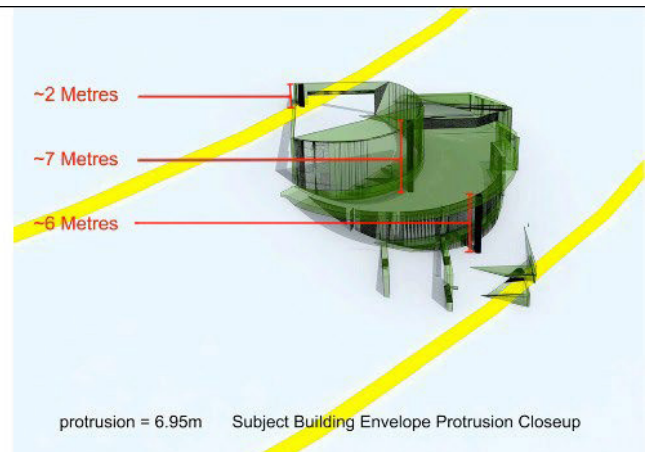 ~2 Metres
~7 Metres
~6 Metres
protrusion = 6.95m Subject Building Envelope Protrusion Closeup